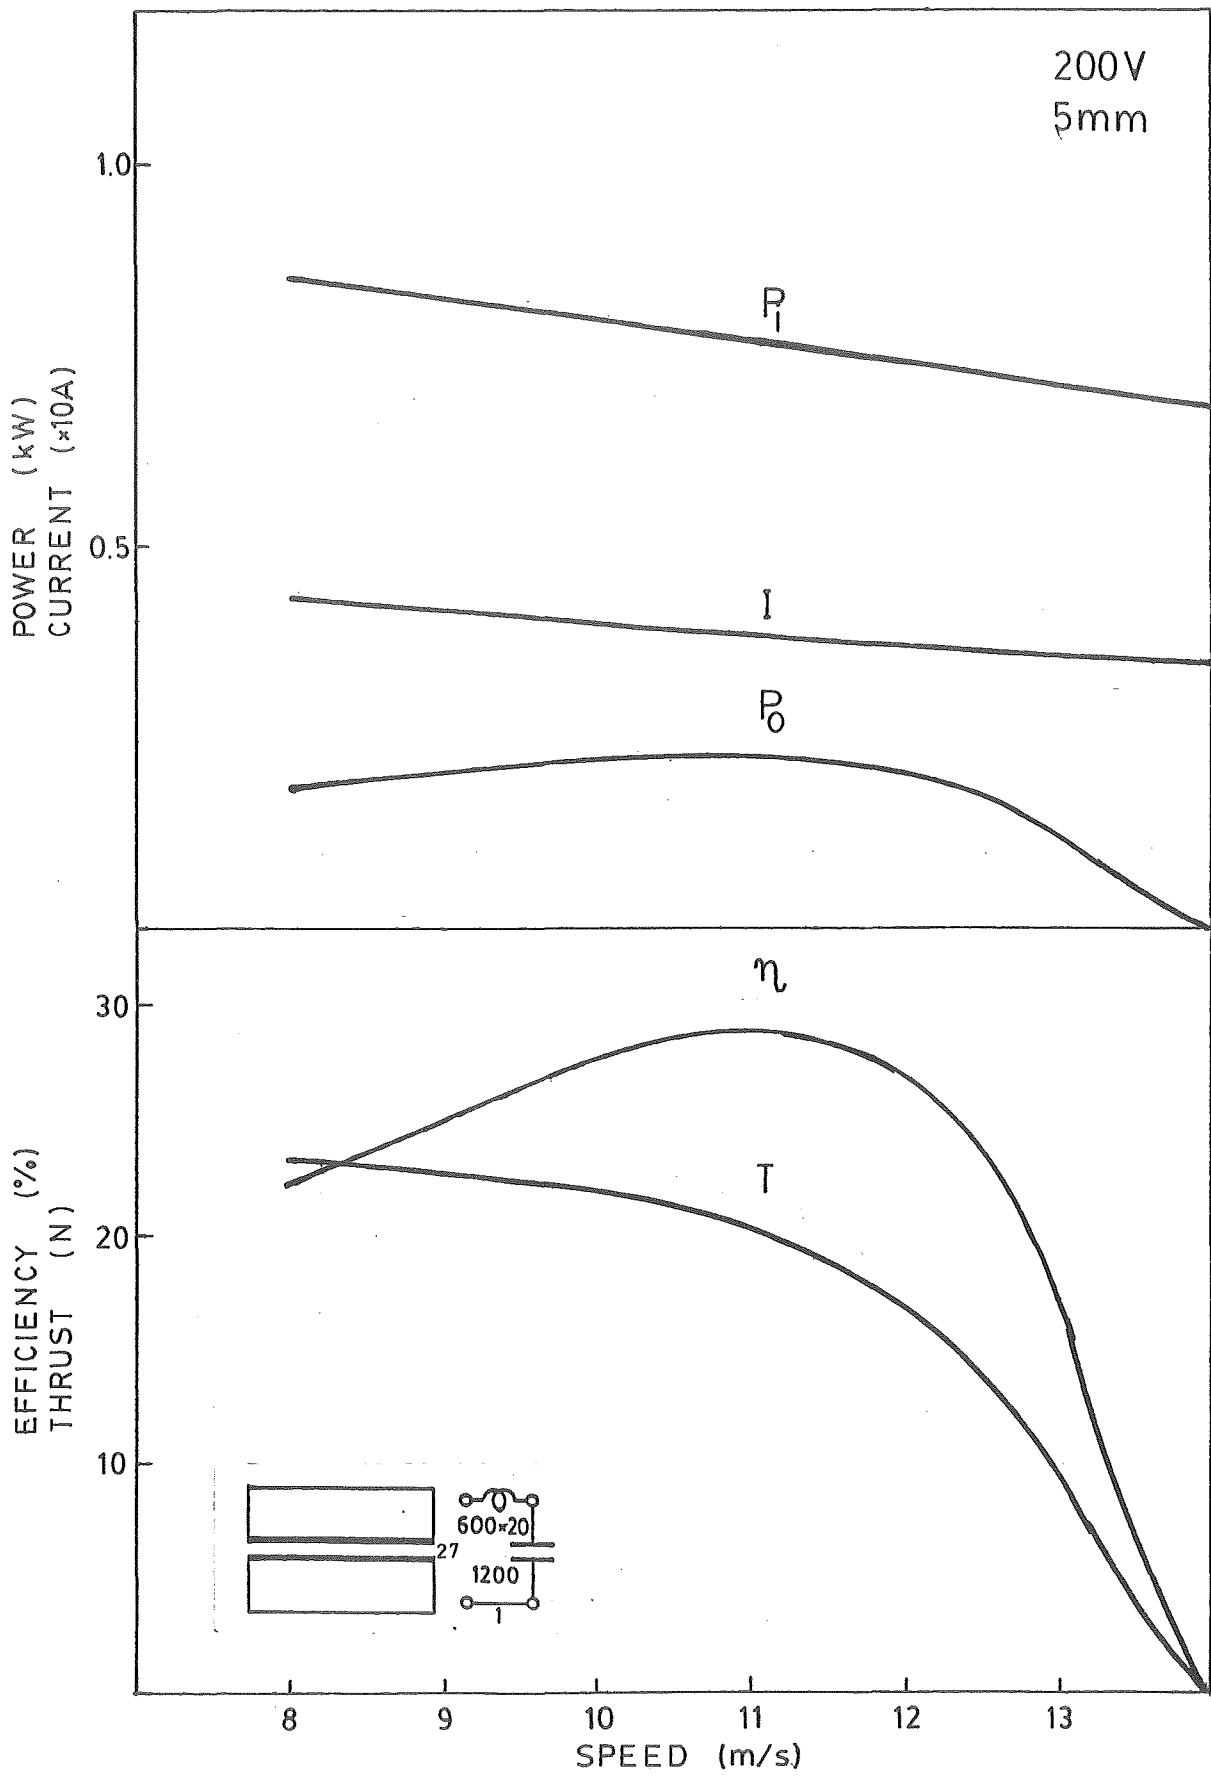 200V
5mm
1.0
P₁
POWER (kW)
CURRENT (×10A)
0.5
I
P₀
η
30
EFFICIENCY (%)
THRUST (N)
T
20
10
600×20
27
1200
1
8 9 10 11 12 13
SPEED (m/s)